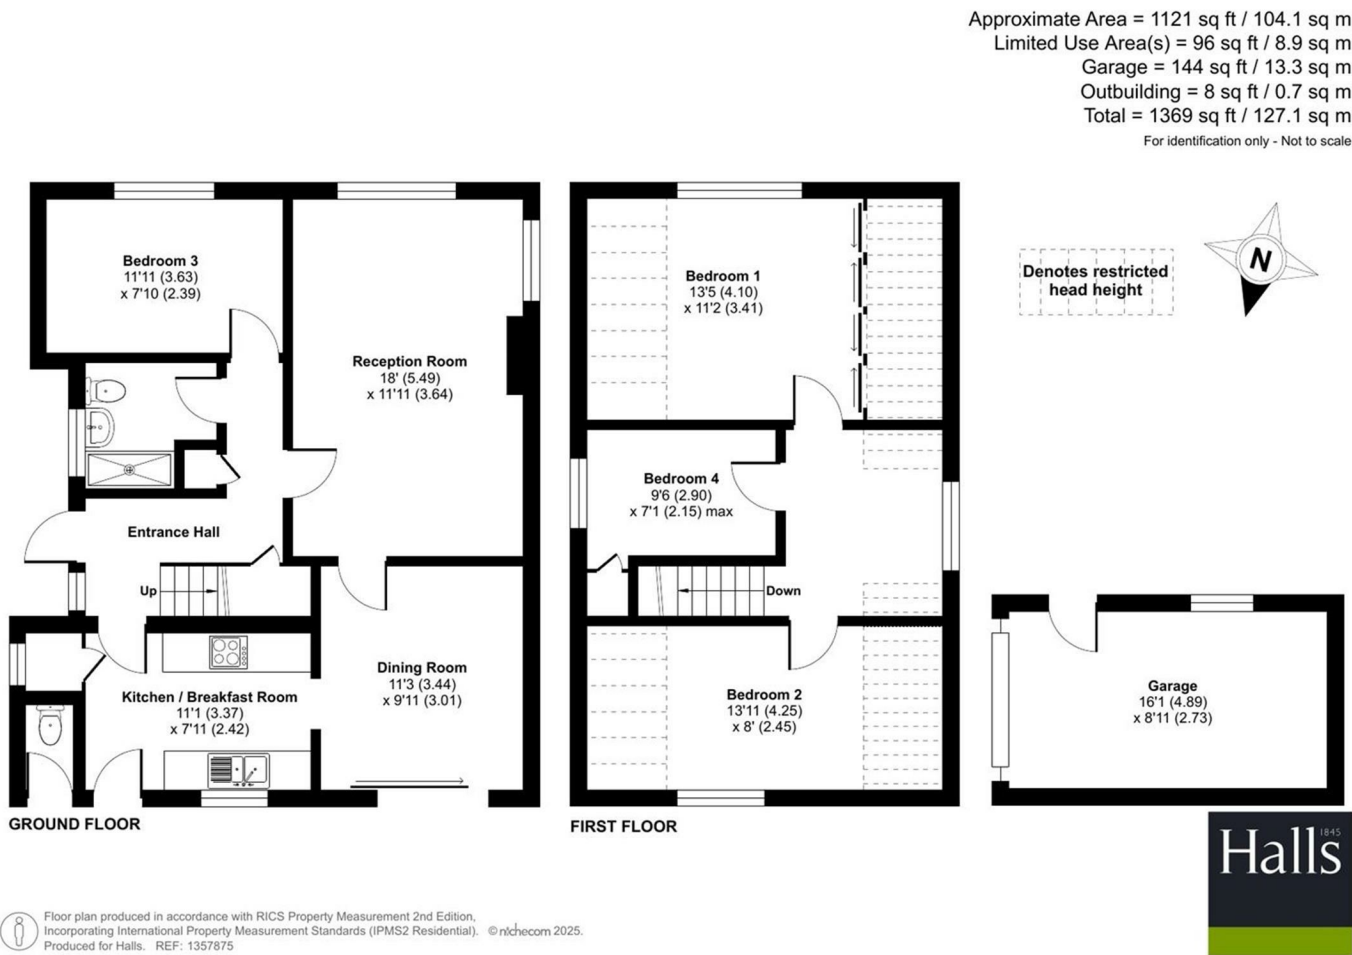 Approximate Area = 1121 sq ft / 104.1 sq m
Limited Use Area(s) = 96 sq ft / 8.9 sq m
Garage = 144 sq ft / 13.3 sq m
Outbuilding = 8 sq ft / 0.7 sq m
Total = 1369 sq ft / 127.1 sq m
For identification only - Not to scale
Bedroom 3
11'11 (3.63)
x 7'10 (2.39)
Reception Room
18' (5.49)
x 11'11 (3.64)
Entrance Hall
Up
Kitchen / Breakfast Room
11'1 (3.37)
x 7'11 (2.42)
Dining Room
11'3 (3.44)
x 9'11 (3.01)
GROUND FLOOR
Bedroom 1
13'5 (4.10)
x 11'2 (3.41)
Bedroom 4
9'6 (2.90)
x 7'1 (2.15) max
Down
Bedroom 2
13'11 (4.25)
x 8' (2.45)
FIRST FLOOR
Denotes restricted
head height
N
Garage
16'1 (4.89)
x 8'11 (2.73)
Halls
1845
Floor plan produced in accordance with RICS Property Measurement 2nd Edition,
Incorporating International Property Measurement Standards (IPMS2 Residential). © nichecom 2025.
Produced for Halls. REF: 1357875